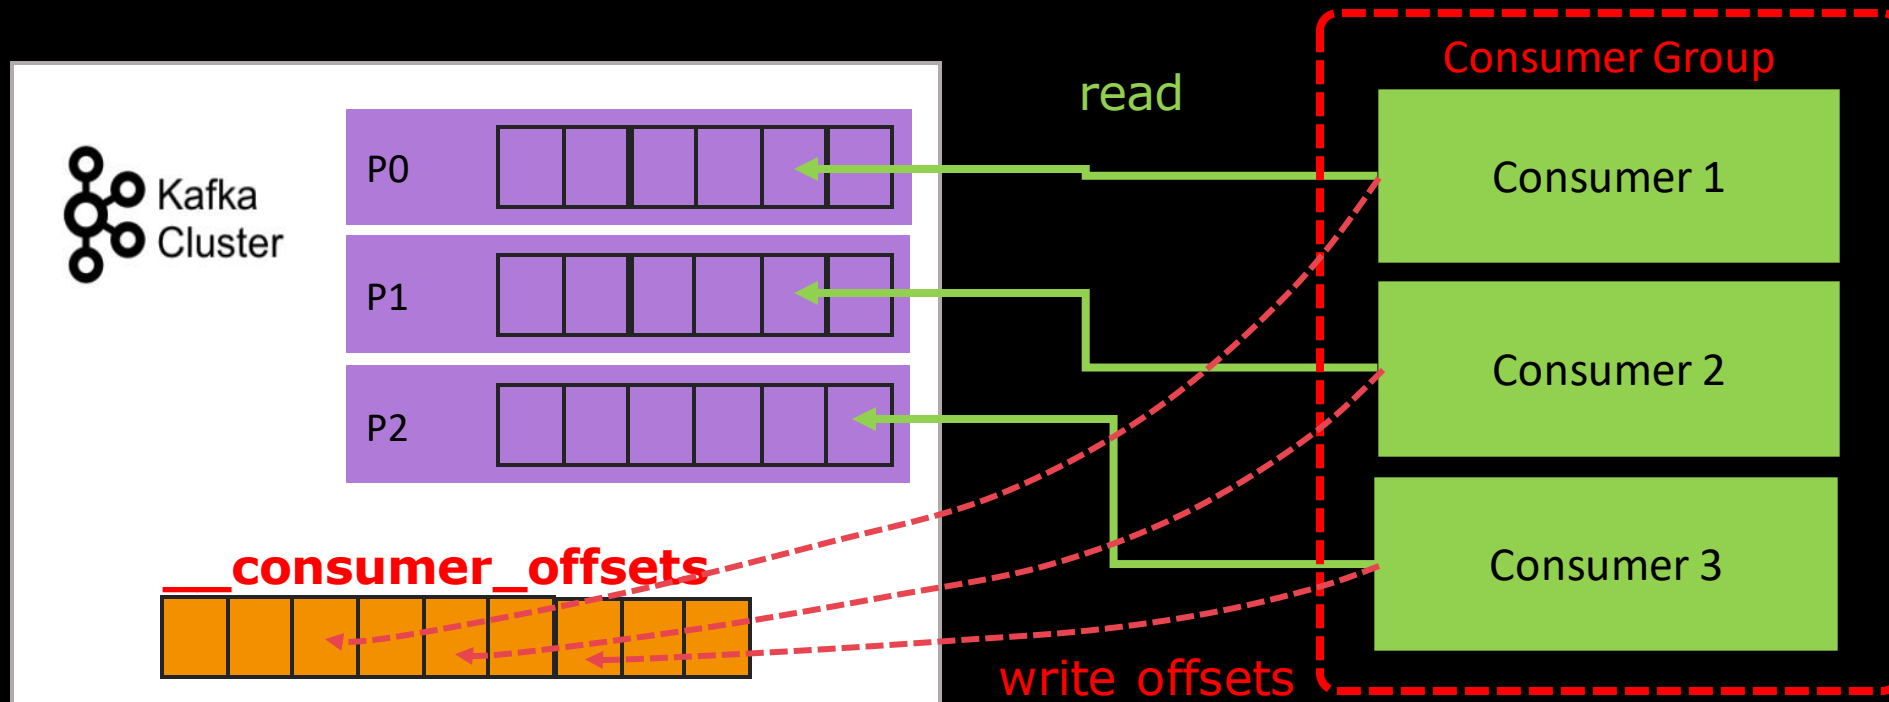 Consumer Group
read
P0
Consumer 1
Kafka
Cluster
P1
Consumer 2
P2
__consumer_offsets
Consumer 3
write offsets